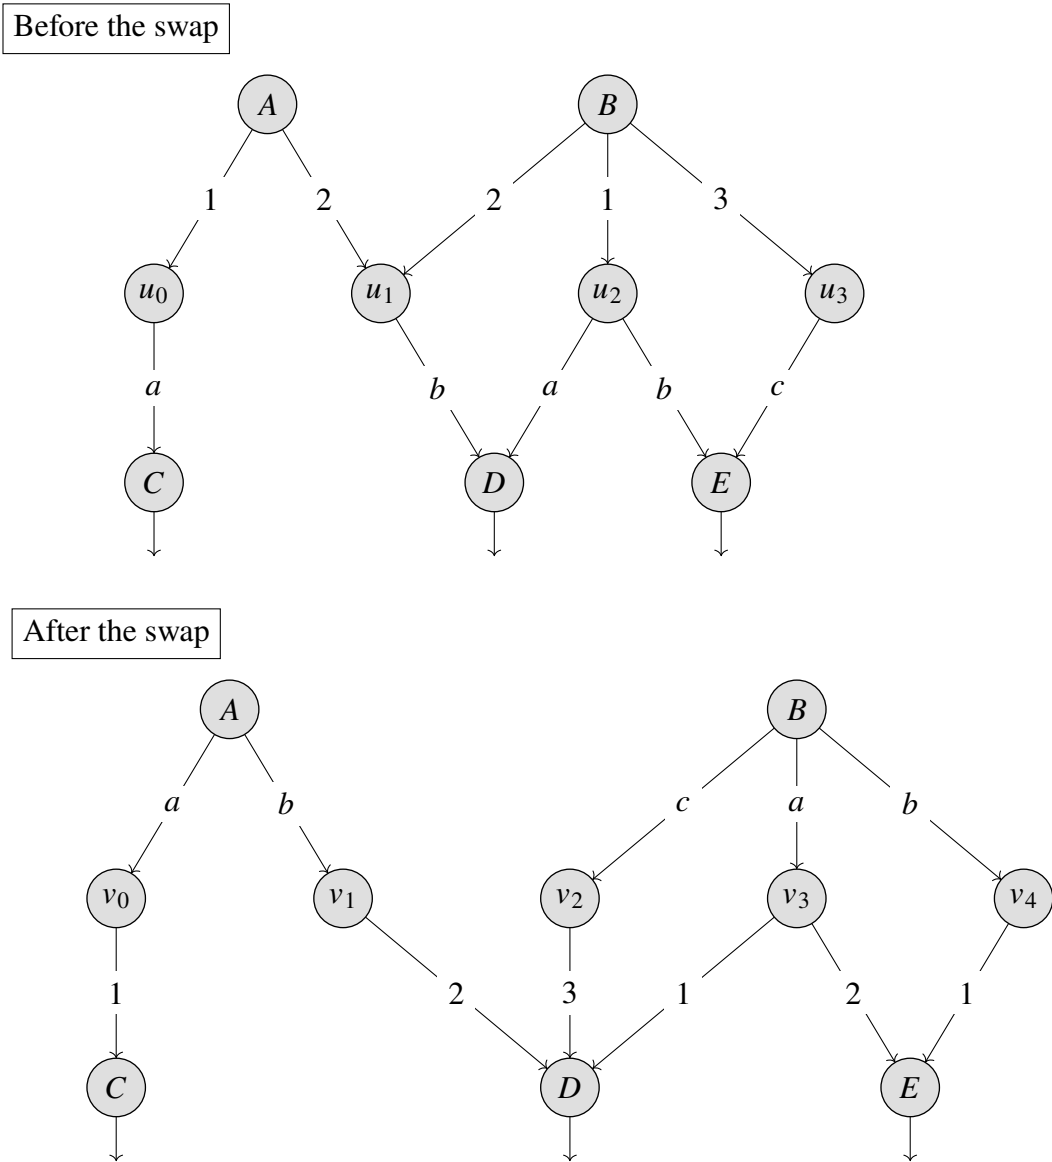 Before the swap
A B
1 2 2 1 3
u0 u1 u2 u3
a b a b c
C D E
After the swap
A B
a b c a b
v0 v1 v2 v3 v4
1 2 3 1 2 1
C D E